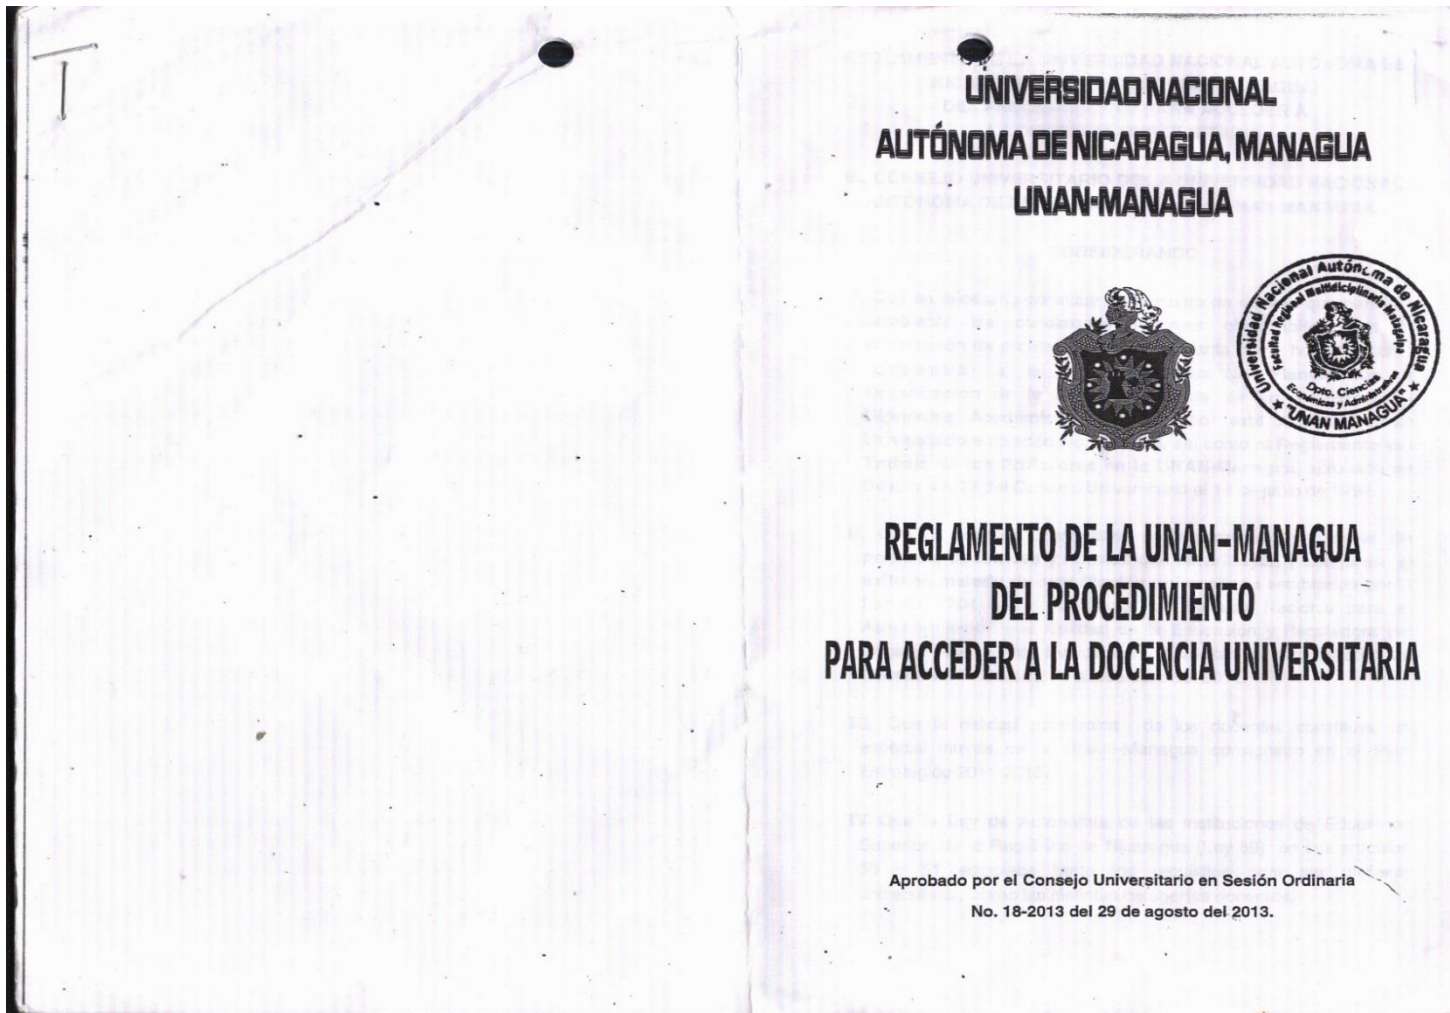 UNIVERSIDAD NACIONAL
AUTÓNOMA DE NICARAGUA, MANAGUA
UNAN-MANAGUA
Universidad Nacional Autónoma de Nicaragua
Facultad Regional Multidiciplinaria Matagalpa
Dpto. Ciencias
Económicas y Administrativas
"UNAN MANAGUA"
REGLAMENTO DE LA UNAN-MANAGUA
DEL PROCEDIMIENTO
PARA ACCEDER A LA DOCENCIA UNIVERSITARIA
Aprobado por el Consejo Universitario en Sesión Ordinaria
No. 18-2013 del 29 de agosto del 2013.